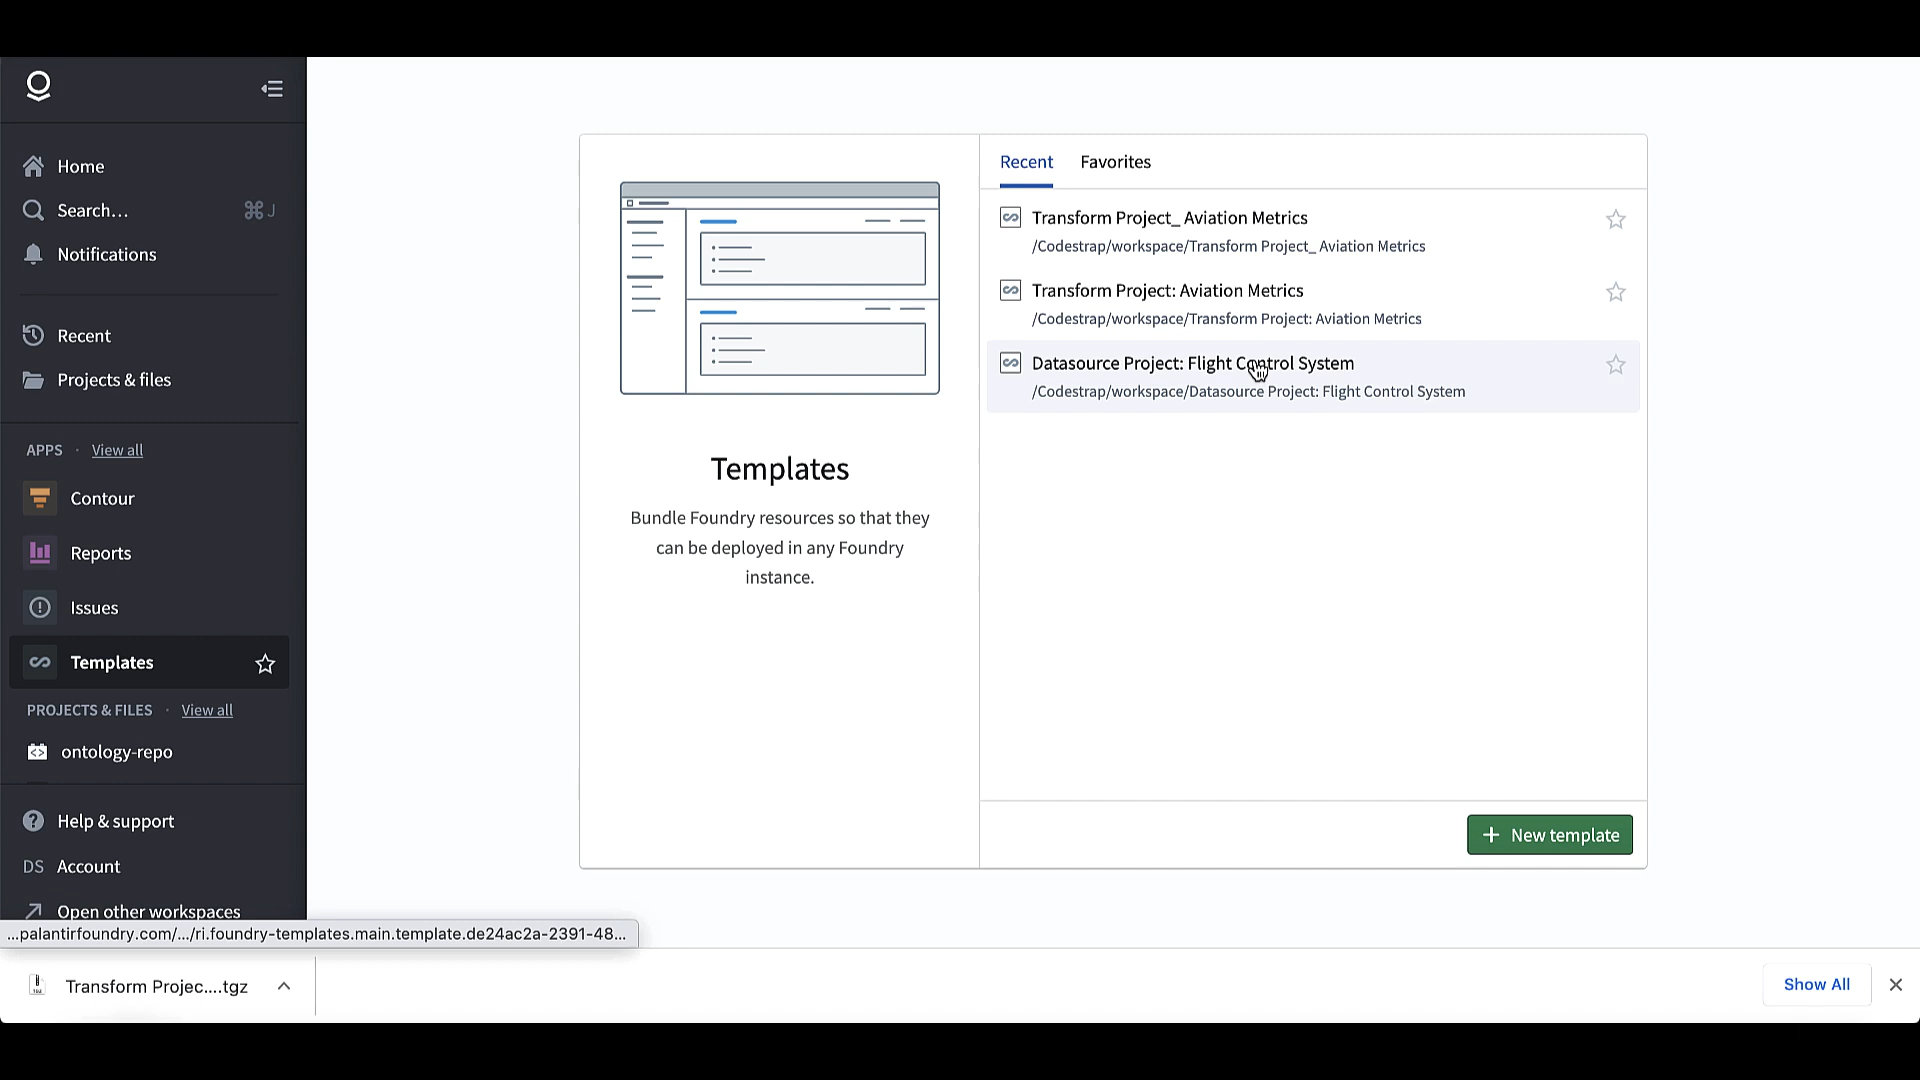 Home
Search… ⌘ J
Notifications
Recent
Projects & files
APPS · View all
Contour
Reports
Issues
Templates
PROJECTS & FILES · View all
ontology-repo
Help & support
DS Account
Open other workspaces
...palantirfoundry.com/.../ri.foundry-templates.main.template.de24ac2a-2391-48...
Templates
Bundle Foundry resources so that they
can be deployed in any Foundry
instance.
Recent Favorites
Transform Project_ Aviation Metrics
/Codestrap/workspace/Transform Project_ Aviation Metrics
Transform Project: Aviation Metrics
/Codestrap/workspace/Transform Project: Aviation Metrics
Datasource Project: Flight Control System
/Codestrap/workspace/Datasource Project: Flight Control System
+ New template
Transform Projec....tgz
Show All